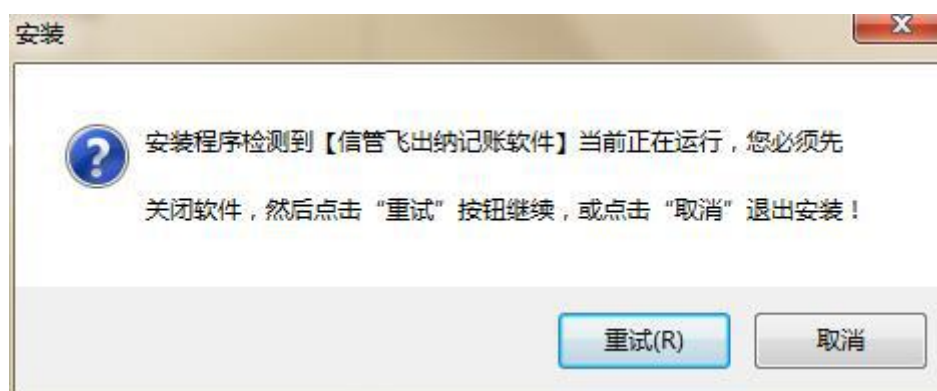 安装
安装程序检测到【信管飞出纳记账软件】当前正在运行，您必须先
关闭软件，然后点击“重试”按钮继续，或点击“取消”退出安装！
重试(R)
取消